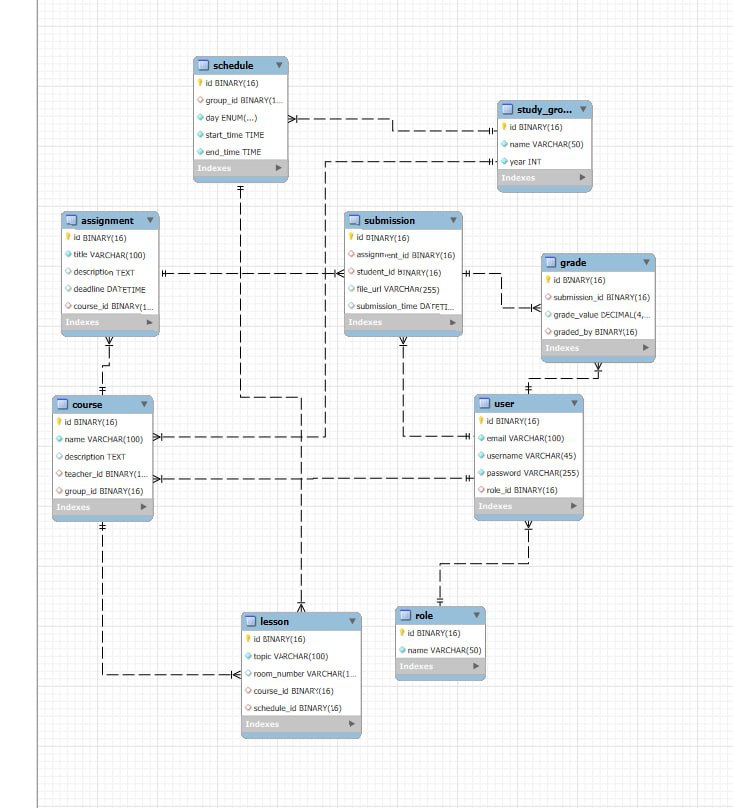 schedule
id BINARY(16)
group_id BINARY(1...
day ENUM(...)
start_time TIME
end_time TIME
Indexes
study_gro...
id BINARY(16)
name VARCHAR(50)
year INT
Indexes
assignment
id BINARY(16)
title VARCHAR(100)
description TEXT
deadline DATETIME
course_id BINARY(1...
Indexes
submission
id BINARY(16)
assignment_id BINARY(16)
student_id BINARY(16)
file_url VARCHAR(255)
submission_time DATETI...
Indexes
grade
id BINARY(16)
submission_id BINARY(16)
grade_value DECIMAL(4,...
graded_by BINARY(16)
Indexes
course
id BINARY(16)
name VARCHAR(100)
description TEXT
teacher_id BINARY(1...
group_id BINARY(16)
Indexes
user
id BINARY(16)
email VARCHAR(100)
username VARCHAR(45)
password VARCHAR(255)
role_id BINARY(16)
Indexes
lesson
id BINARY(16)
topic VARCHAR(100)
room_number VARCHAR(1...
course_id BINARY(16)
schedule_id BINARY(16)
Indexes
role
id BINARY(16)
name VARCHAR(50)
Indexes